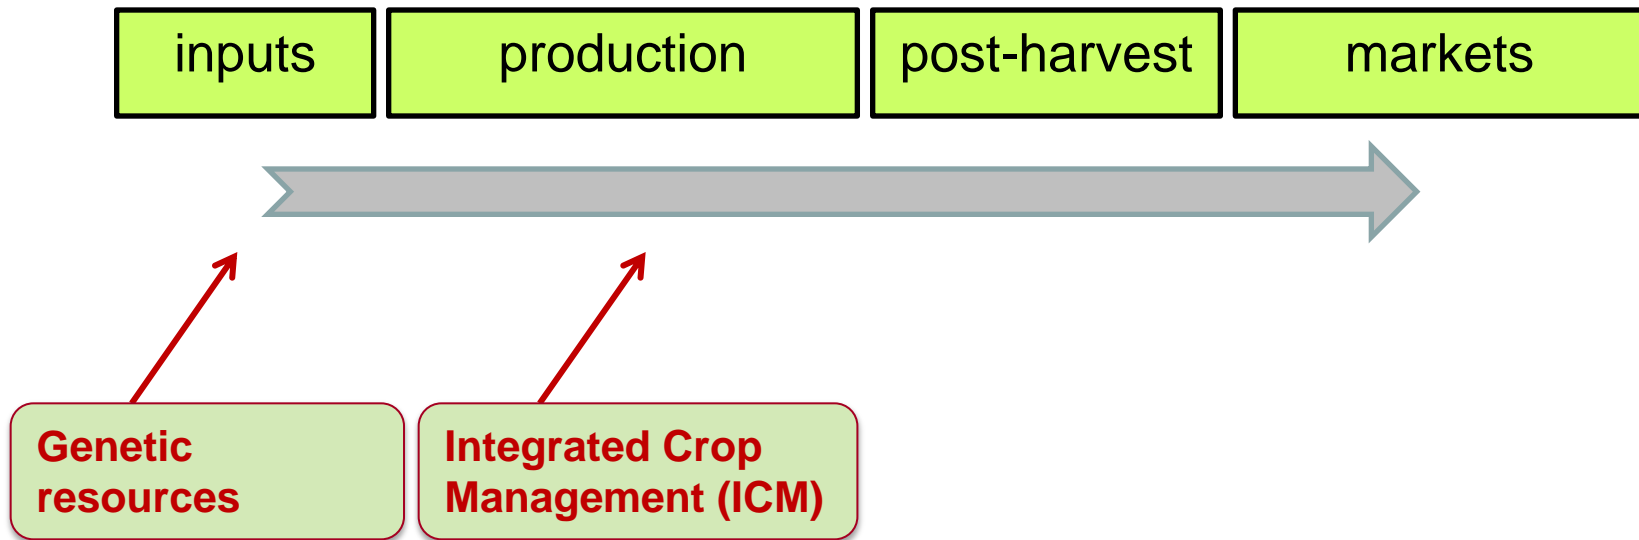 inputs
production
post-harvest
markets
Genetic
resources
Integrated Crop
Management (ICM)